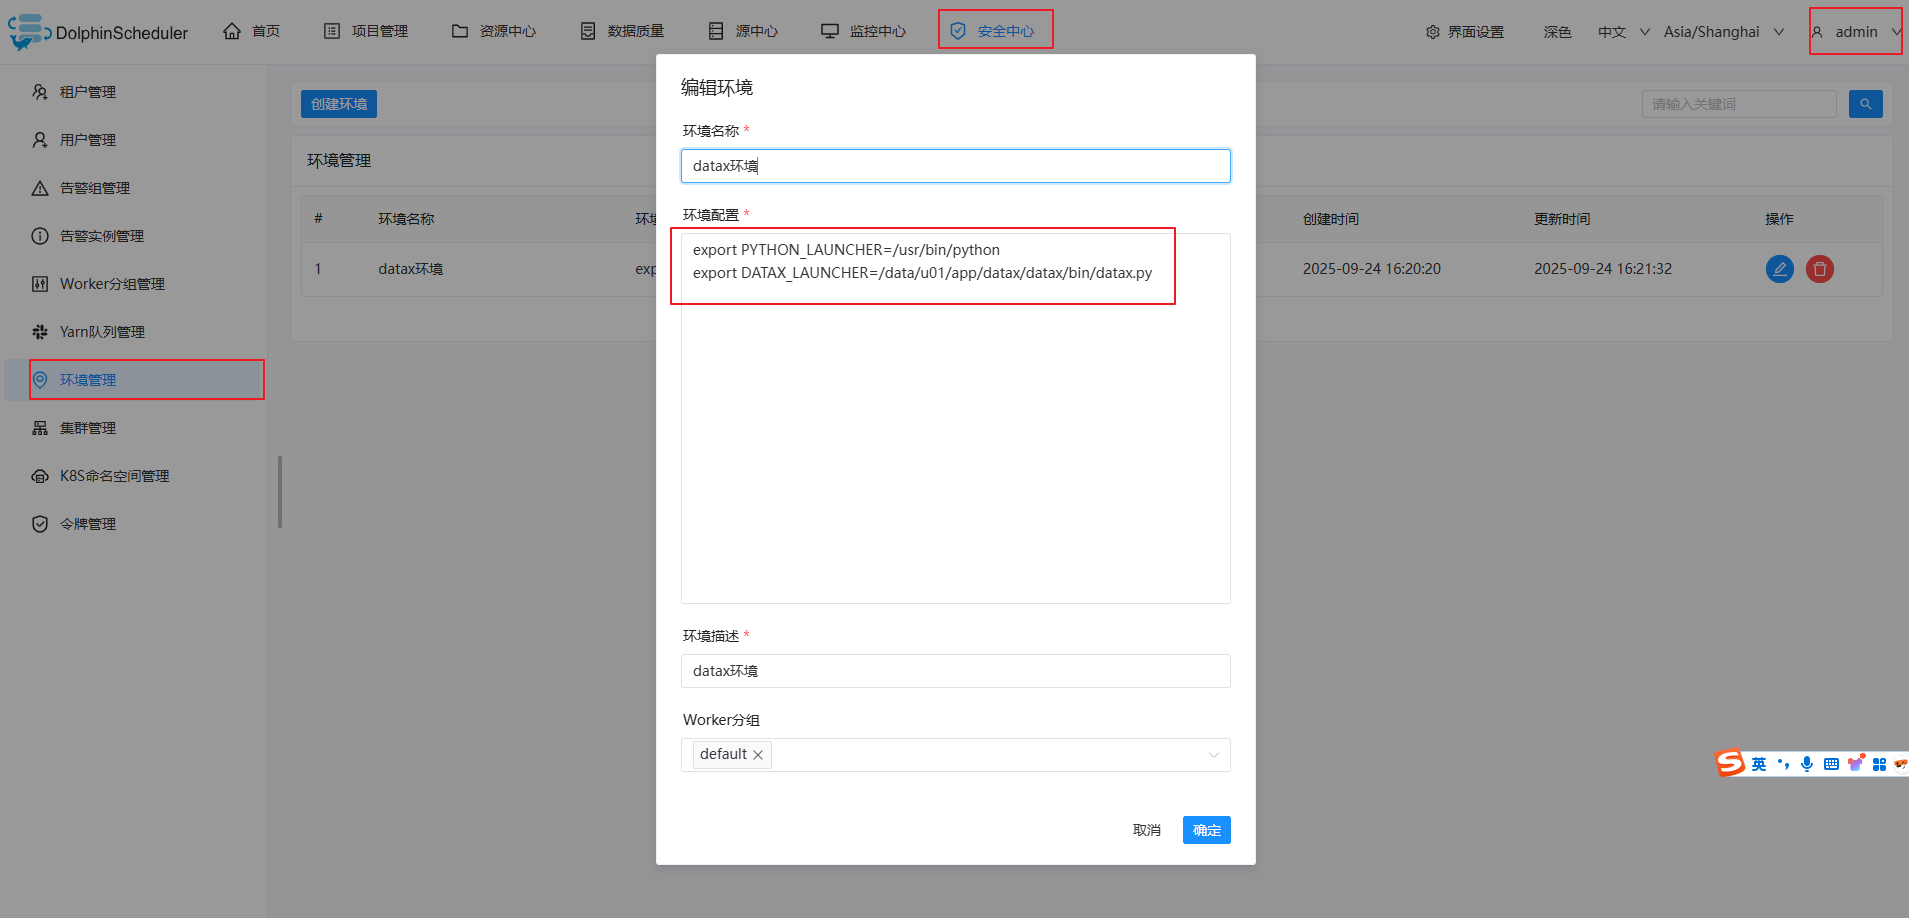 DolphinScheduler 首页 项目管理 资源中心 数据质量 源中心 监控中心 安全中心 界面设置 深色 中文 Asia/Shanghai admin
租户管理
用户管理
告警组管理
告警实例管理
Worker分组管理
Yarn队列管理
环境管理
集群管理
K8S命名空间管理
令牌管理
创建环境 请输入关键词
环境管理
# 环境名称 环境 创建时间 更新时间 操作
1 datax环境 exp 2025-09-24 16:20:20 2025-09-24 16:21:32
编辑环境
环境名称 *
datax环境
环境配置 *
export PYTHON_LAUNCHER=/usr/bin/python
export DATAX_LAUNCHER=/data/u01/app/datax/datax/bin/datax.py
环境描述 *
datax环境
Worker分组
default
取消 确定
S 英